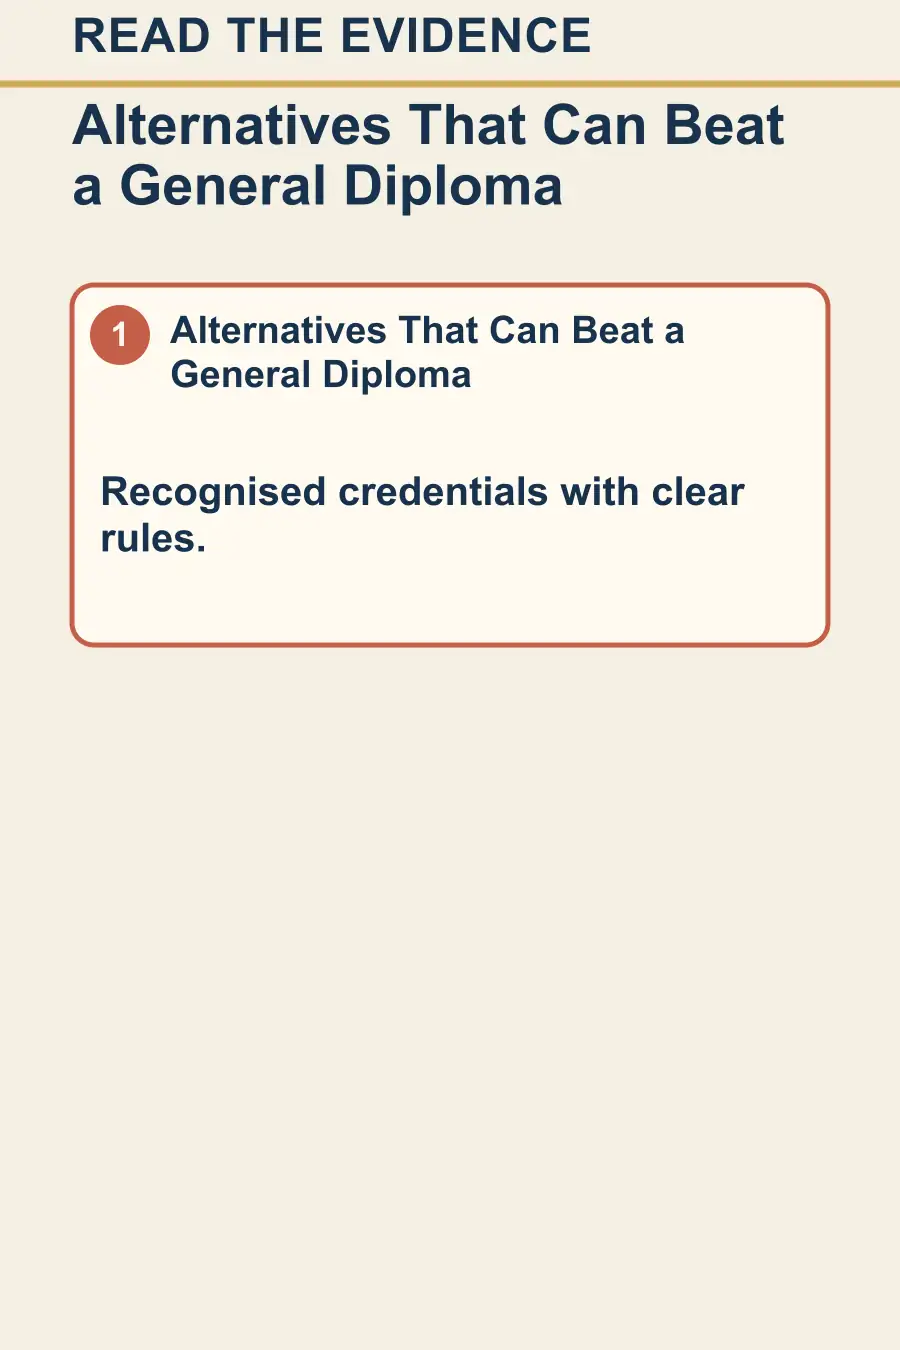 READ THE EVIDENCE
Alternatives That Can Beat
a General Diploma
1
Alternatives That Can Beat a
General Diploma
Recognised credentials with clear
rules.